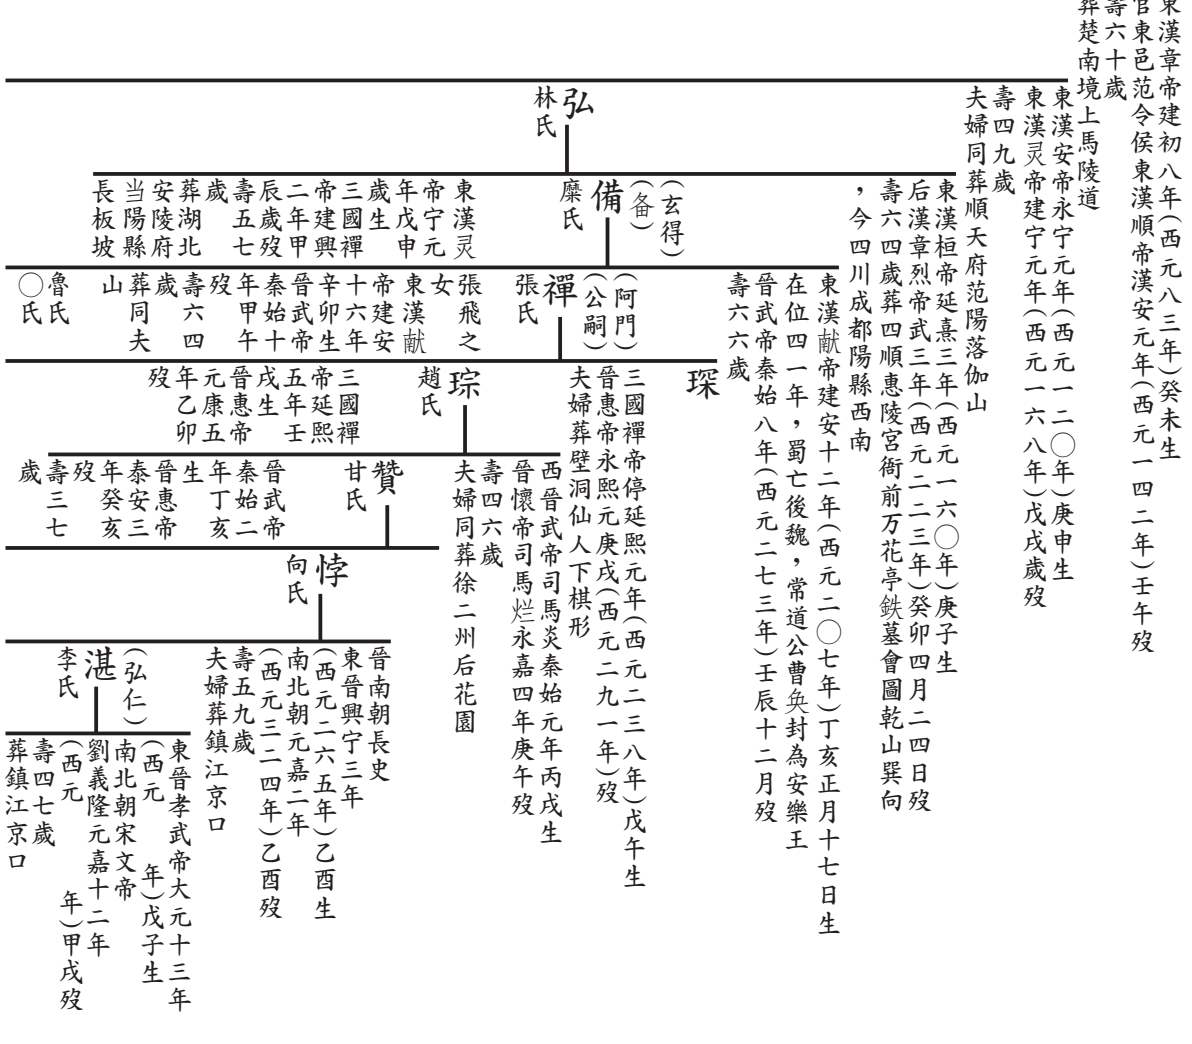 東漢章帝建初八年(西元八三年)癸未生
官東邑范令侯東漢順帝漢安元年(西元一四二年)壬午歿
壽六十歲
葬楚南境上馬陵道
東漢安帝永宁元年(西元一二〇年)庚申生
東漢灵帝建宁元年(西元一六八年)戊戌歲歿
壽四九歲
夫婦同葬順天府范陽落伽山
弘
林氏
東漢桓帝延熹三年(西元一六〇年)庚子生
后漢章烈帝武三年(西元二二三年)癸卯四月二四日歿
壽六四歲葬四順惠陵宮衙前万花亭鉄墓會圖乾山巽向
，今四川成都陽縣西南
(玄得)
(备)
備
糜氏
東漢灵
帝宁元
年戊申
歲生
三國禪
帝建興
二年甲
辰歲歿
壽五七
歲
葬湖北
安陵府
当陽縣
長板坡
東漢献帝建安十二年(西元二〇七年)丁亥正月十七日生
在位四一年，蜀亡後魏，常道公曹奂封為安樂王
晉武帝秦始八年(西元二七三年)壬辰十二月歿
壽六六歲
(阿門)
(公嗣)
禪
張氏
張飛之
女
東漢献
帝建安
十六年
辛卯生
晉武帝
秦始十
年甲午
歿
壽六四
歲
葬同夫
山
魯氏
〇氏
琛
三國禪帝停延熙元年(西元二三八年)戊午生
晉惠帝永熙元庚戌(西元二九一年)歿
夫婦葬壁洞仙人下棋形
琮
趙氏
三國禪
帝延熙
五年壬
戌生
晉惠帝
元康五
年乙卯
歿
西晉武帝司馬炎秦始元年丙戌生
晉懷帝司馬烂永嘉四年庚午歿
壽四六歲
夫婦同葬徐二州后花園
贊
甘氏
晉武帝
秦始二
年丁亥
生
晉惠帝
泰安三
年癸亥
歿
壽三七
歲
悖
向氏
晉南朝長史
東晉興宁三年
(西元二六五年)乙酉生
南北朝元嘉二年
(西元三二四年)乙酉歿
壽五九歲
夫婦葬鎮江京口
(弘仁)
湛
李氏
東晉孝武帝大元十三年
(西元　　年)戊子生
南北朝宋文帝
劉義隆元嘉十二年
(西元　　年)甲戌歿
壽四七歲
葬鎮江京口